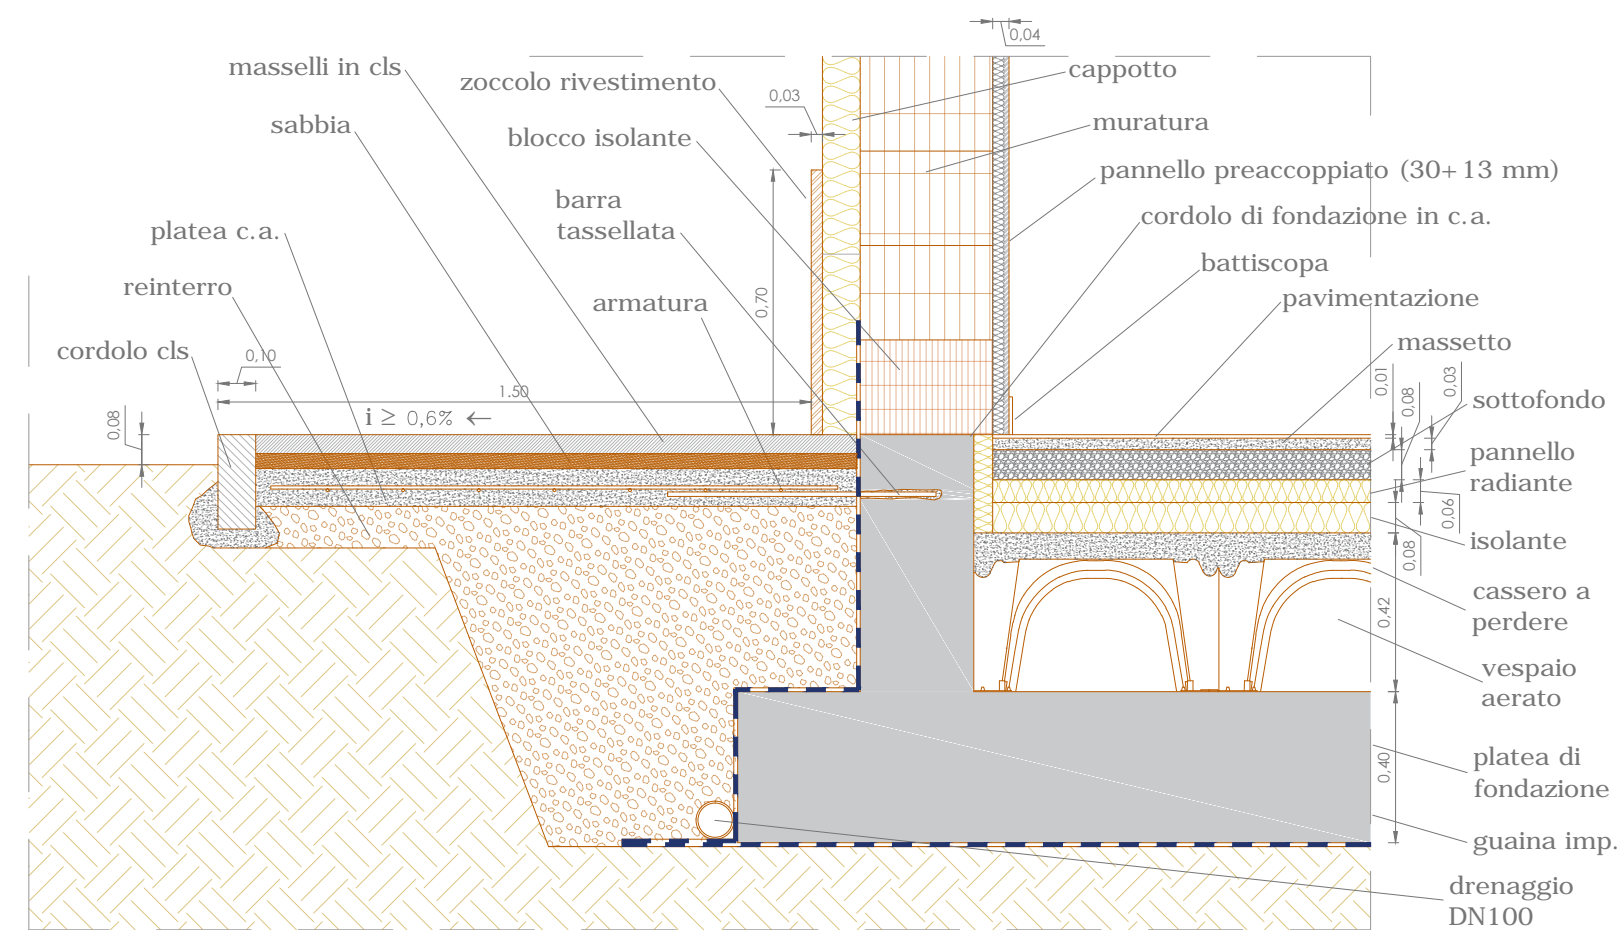 0,04
masselli in cls
zoccolo rivestimento
cappotto
0,03
sabbia
blocco isolante
muratura
pannello preaccoppiato (30+13 mm)
barra
tassellata
cordolo di fondazione in c.a.
platea c.a.
battiscopa
reinterro
armatura
0,70
pavimentazione
cordolo cls
0,10
massetto
1.50
0,01
0,08
0,03
sottofondo
i ≥ 0,6% ←
0,08
pannello
radiante
0,06
isolante
0,08
cassero a
perdere
0,42
vespaio
aerato
platea di
fondazione
0,40
guaina imp.
drenaggio
DN100